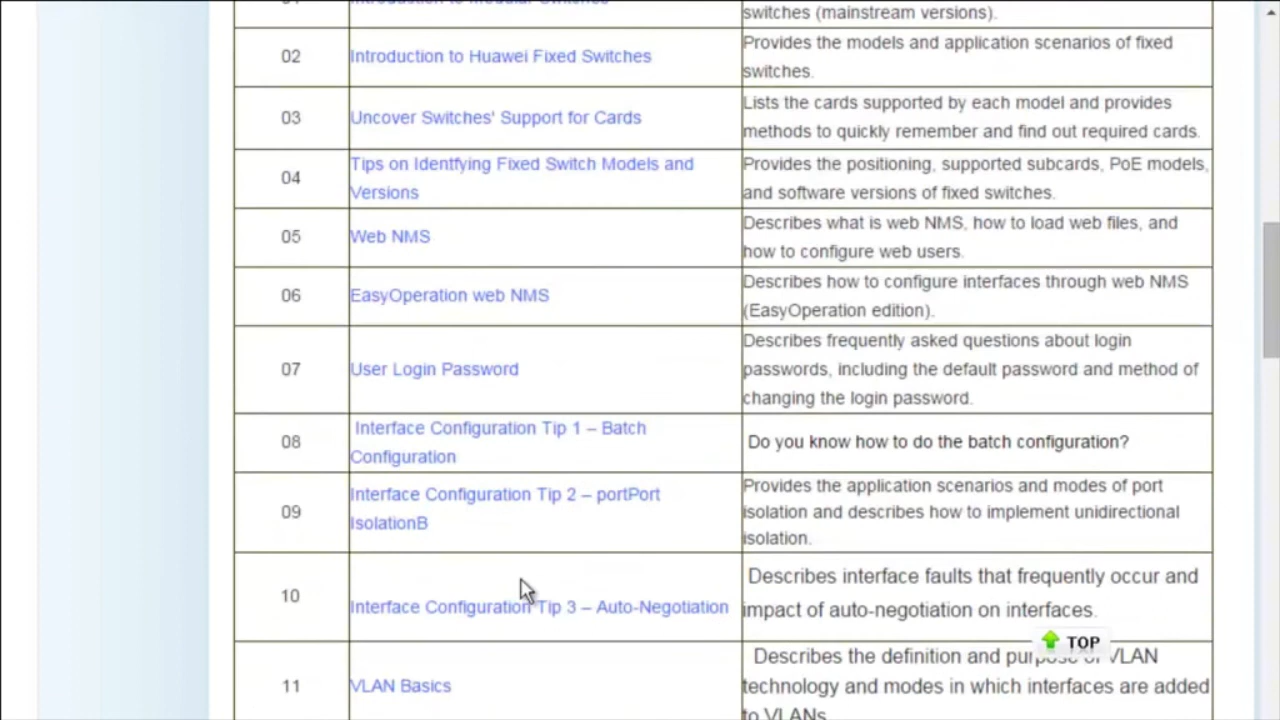 01
Introduction to Modular Switches
switches (mainstream versions).
02
Introduction to Huawei Fixed Switches
Provides the models and application scenarios of fixed
switches.
03
Uncover Switches' Support for Cards
Lists the cards supported by each model and provides
methods to quickly remember and find out required cards.
04
Tips on Identfying Fixed Switch Models and
Versions
Provides the positioning, supported subcards, PoE models,
and software versions of fixed switches.
05
Web NMS
Describes what is web NMS, how to load web files, and
how to configure web users.
06
EasyOperation web NMS
Describes how to configure interfaces through web NMS
(EasyOperation edition).
07
User Login Password
Describes frequently asked questions about login
passwords, including the default password and method of
changing the login password.
08
Interface Configuration Tip 1 – Batch
Configuration
Do you know how to do the batch configuration?
09
Interface Configuration Tip 2 – portPort
IsolationB
Provides the application scenarios and modes of port
isolation and describes how to implement unidirectional
isolation.
10
Interface Configuration Tip 3 – Auto-Negotiation
Describes interface faults that frequently occur and
impact of auto-negotiation on interfaces.
TOP
11
VLAN Basics
Describes the definition and purpose of VLAN
technology and modes in which interfaces are added
to VLANs